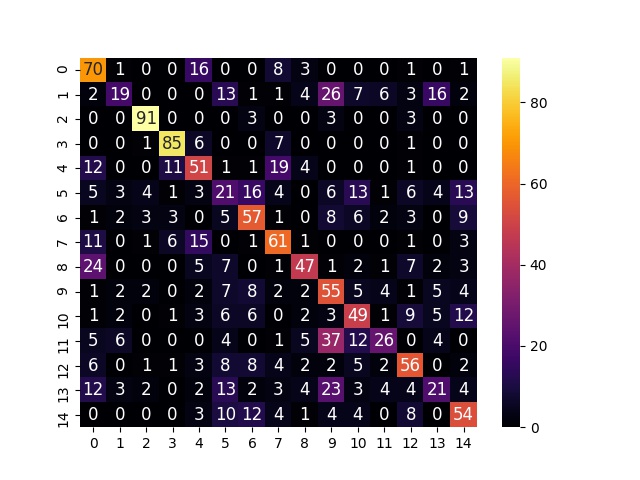 0 70 1 0 0 16 0 0 8 3 0 0 0 1 0 1
1 2 19 0 0 0 13 1 1 4 26 7 6 3 16 2
2 0 0 91 0 0 0 3 0 0 3 0 0 3 0 0
3 0 0 1 85 6 0 0 7 0 0 0 0 1 0 0
4 12 0 0 11 51 1 1 19 4 0 0 0 1 0 0
5 5 3 4 1 3 21 16 4 0 6 13 1 6 4 13
6 1 2 3 3 0 5 57 1 0 8 6 2 3 0 9
7 11 0 1 6 15 0 1 61 1 0 0 0 1 0 3
8 24 0 0 0 5 7 0 1 47 1 2 1 7 2 3
9 1 2 2 0 2 7 8 2 2 55 5 4 1 5 4
10 1 2 0 1 3 6 6 0 2 3 49 1 9 5 12
11 5 6 0 0 0 4 0 1 5 37 12 26 0 4 0
12 6 0 1 1 3 8 8 4 2 2 5 2 56 0 2
13 12 3 2 0 2 13 2 3 4 23 3 4 4 21 4
14 0 0 0 0 3 10 12 4 1 4 4 0 8 0 54
0 1 2 3 4 5 6 7 8 9 10 11 12 13 14
80
60
40
20
0